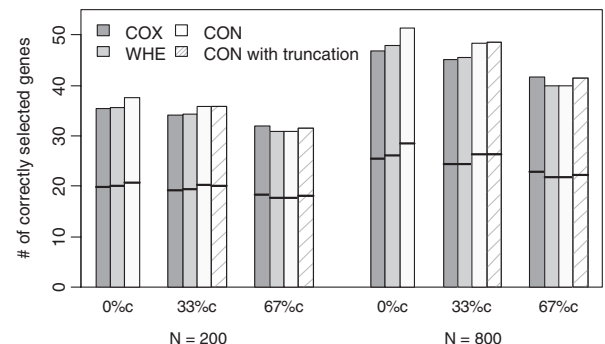 # of correctly selected genes
50
40
30
20
10
0
COX CON
WHE CON with truncation
0%c 33%c 67%c 0%c 33%c 67%c
N = 200 N = 800